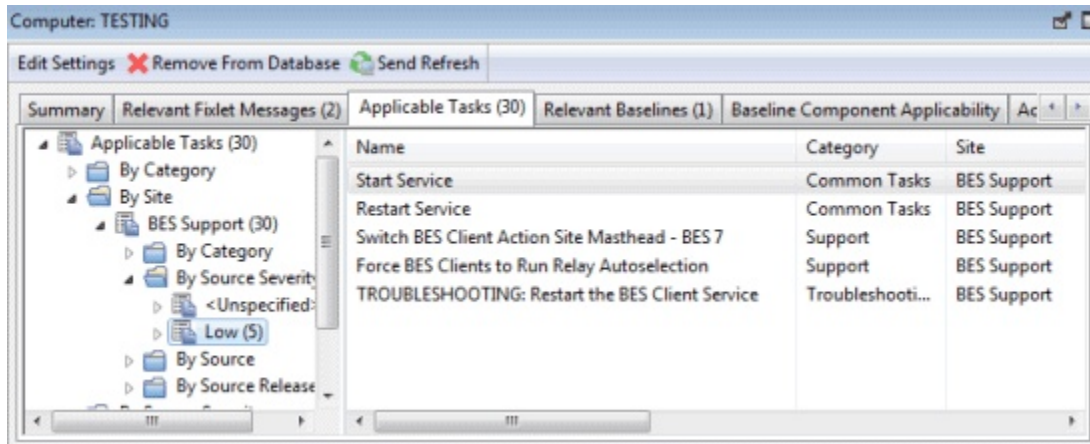 Computer: TESTING
Edit Settings Remove From Database Send Refresh
Summary Relevant Fixlet Messages (2) Applicable Tasks (30) Relevant Baselines (1) Baseline Component Applicability Ac
Applicable Tasks (30)
By Category
By Site
BES Support (30)
By Category
By Source Severity
<Unspecified>
Low (5)
By Source
By Source Release
Name Category Site
Start Service Common Tasks BES Support
Restart Service Common Tasks BES Support
Switch BES Client Action Site Masthead - BES 7 Support BES Support
Force BES Clients to Run Relay Autoselection Support BES Support
TROUBLESHOOTING: Restart the BES Client Service Troubleshooti... BES Support